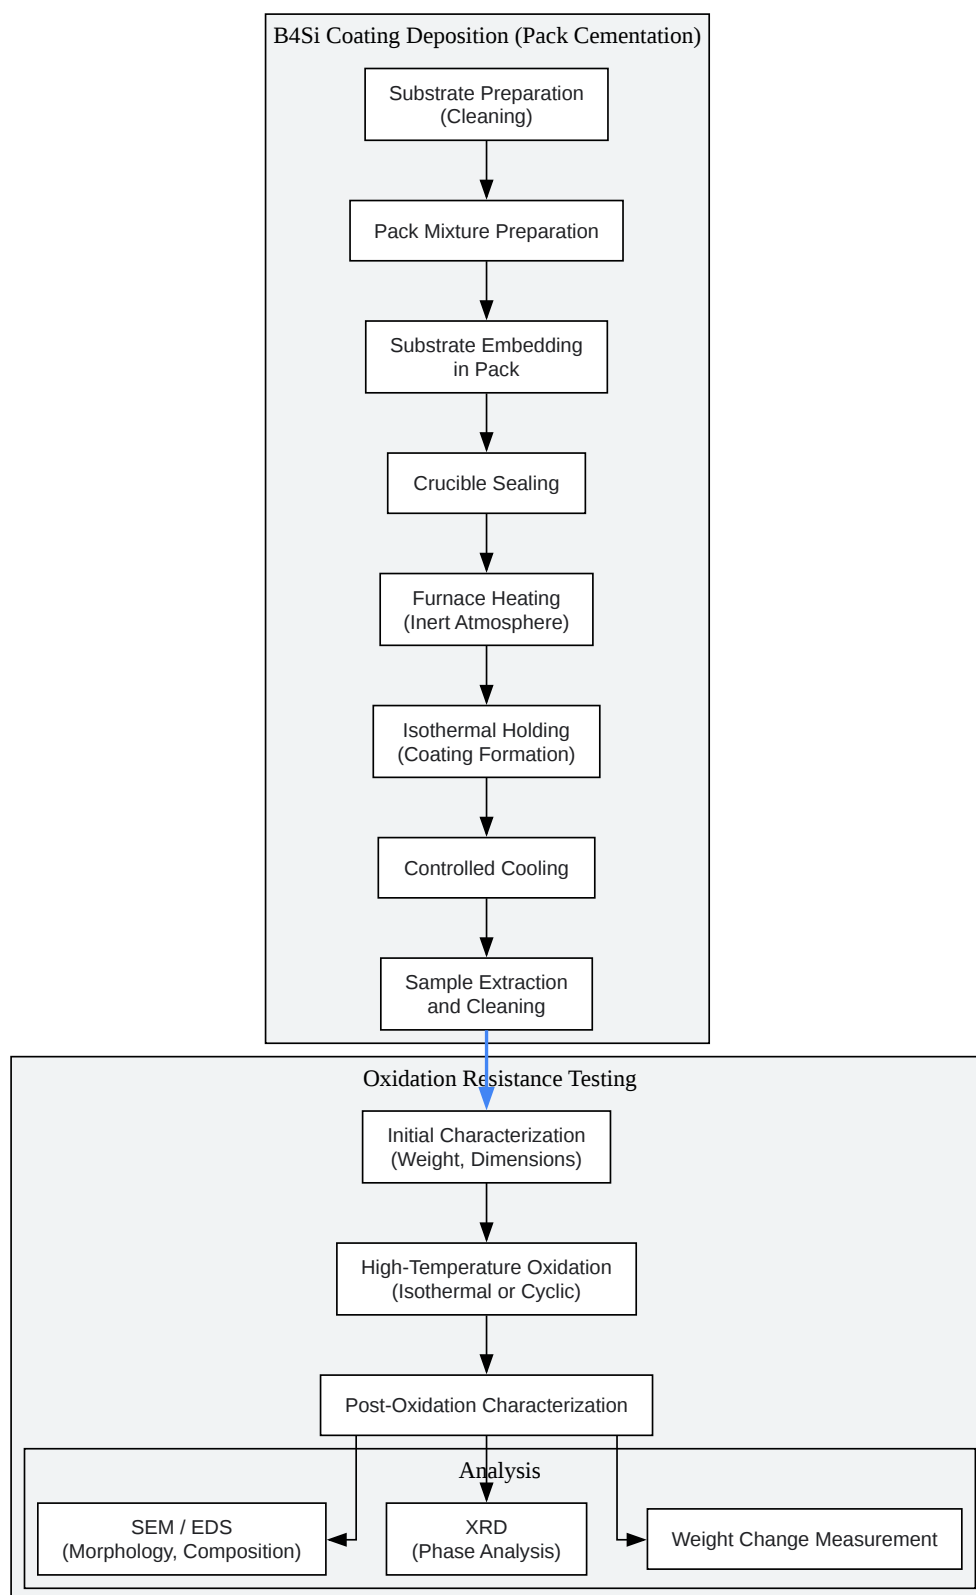 B4Si Coating Deposition (Pack Cementation)
Substrate Preparation
(Cleaning)
Pack Mixture Preparation
Substrate Embedding
in Pack
Crucible Sealing
Furnace Heating
(Inert Atmosphere)
Isothermal Holding
(Coating Formation)
Controlled Cooling
Sample Extraction
and Cleaning
Oxidation Resistance Testing
Initial Characterization
(Weight, Dimensions)
High-Temperature Oxidation
(Isothermal or Cyclic)
Post-Oxidation Characterization
Analysis
SEM / EDS
(Morphology, Composition)
XRD
(Phase Analysis)
Weight Change Measurement